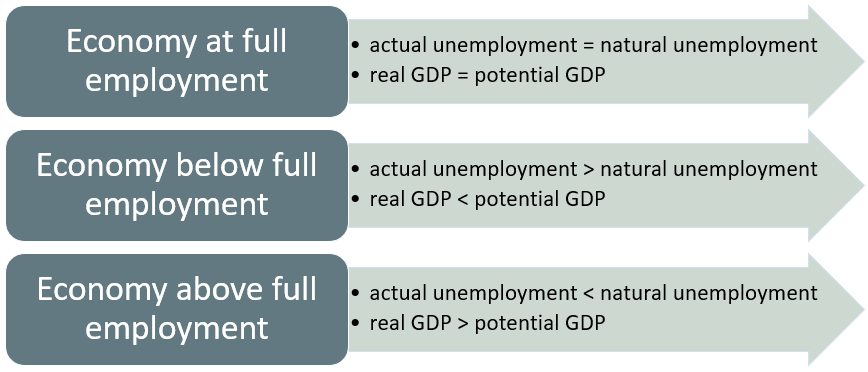 Economy at full
employment
• actual unemployment = natural unemployment
• real GDP = potential GDP
Economy below full
employment
• actual unemployment > natural unemployment
• real GDP < potential GDP
Economy above full
employment
• actual unemployment < natural unemployment
• real GDP > potential GDP